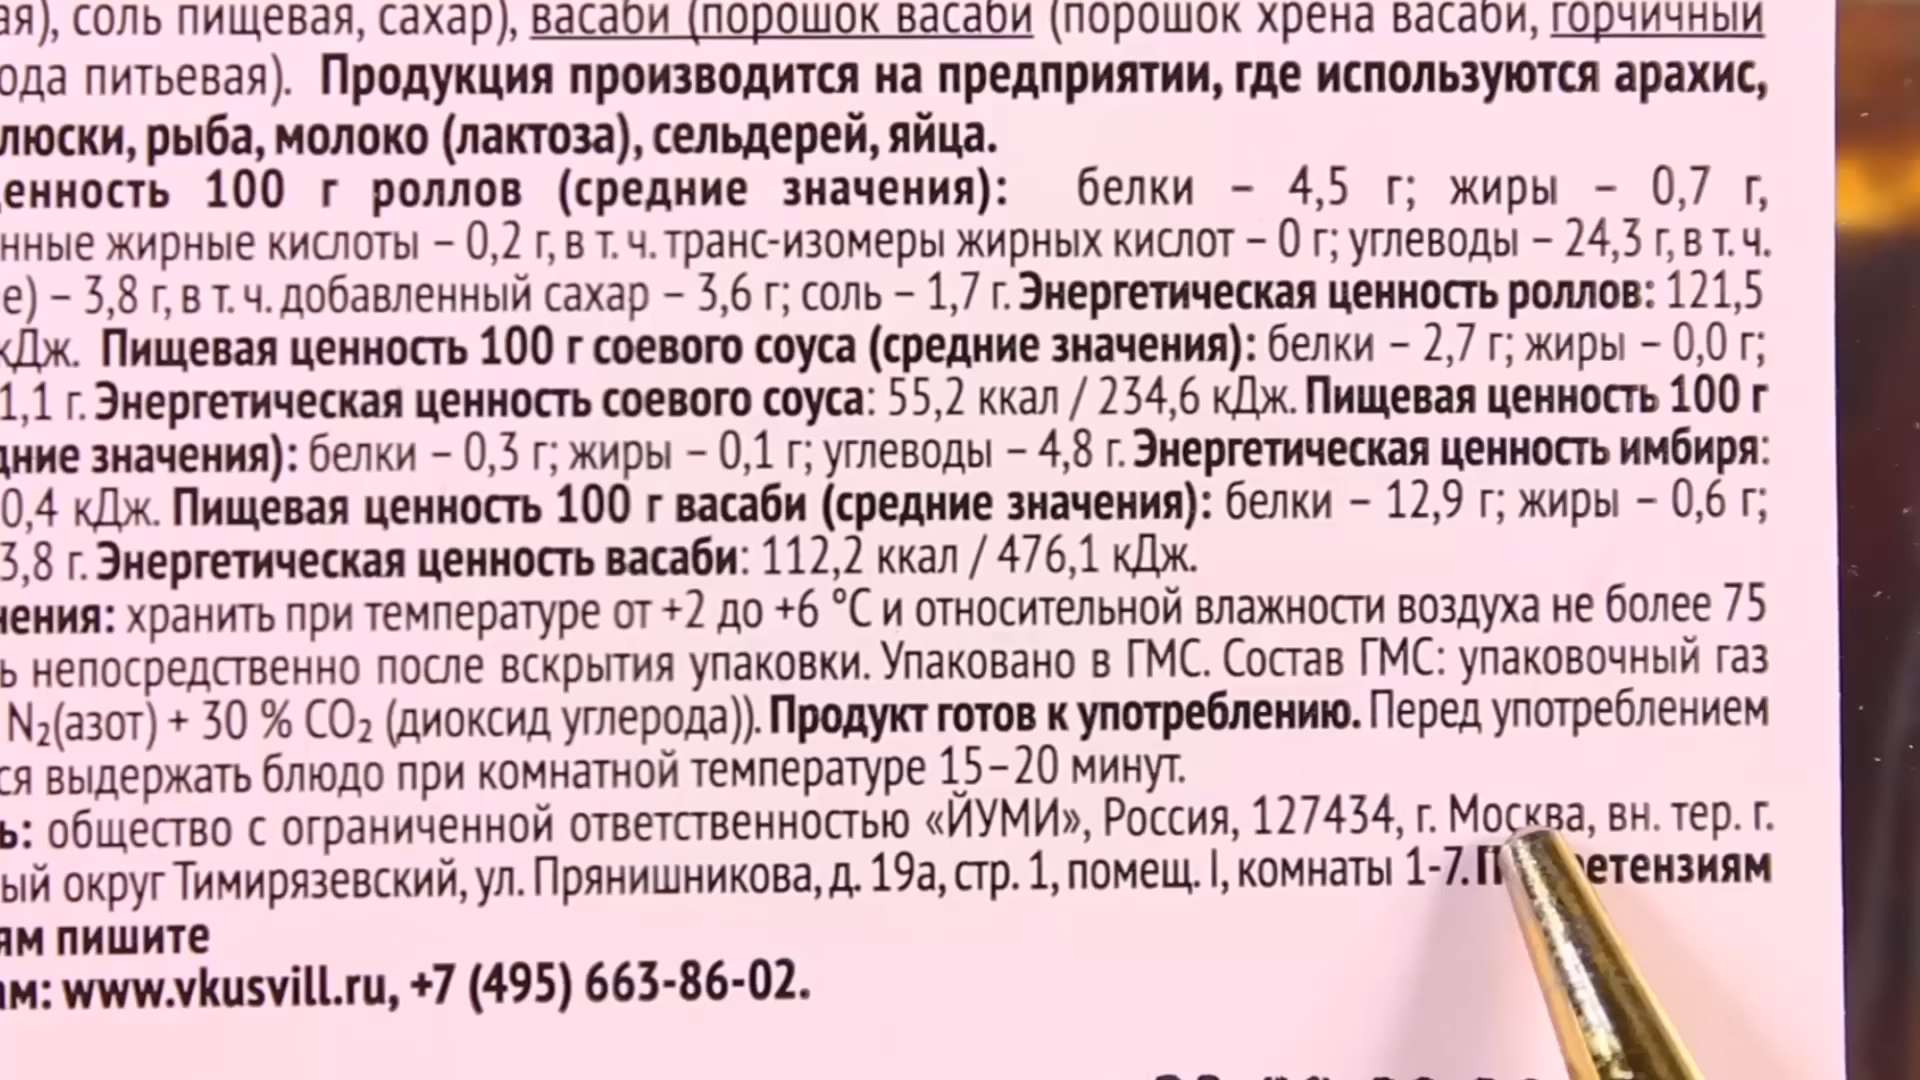 ая), соль пищевая, сахар), васаби (порошок васаби (порошок хрена васаби, горчичный
ода питьевая). Продукция производится на предприятии, где используются арахис,
люски, рыба, молоко (лактоза), сельдерей, яйца.
ценность 100 г роллов (средние значения): белки – 4,5 г; жиры – 0,7 г,
нные жирные кислоты – 0,2 г, в т. ч. транс-изомеры жирных кислот – 0 г; углеводы – 24,3 г, в т. ч.
е) – 3,8 г, в т. ч. добавленный сахар – 3,6 г; соль – 1,7 г. Энергетическая ценность роллов: 121,5
кДж. Пищевая ценность 100 г соевого соуса (средние значения): белки – 2,7 г; жиры – 0,0 г;
1,1 г. Энергетическая ценность соевого соуса: 55,2 ккал / 234,6 кДж. Пищевая ценность 100 г
дние значения): белки – 0,3 г; жиры – 0,1 г; углеводы – 4,8 г. Энергетическая ценность имбиря:
0,4 кДж. Пищевая ценность 100 г васаби (средние значения): белки – 12,9 г; жиры – 0,6 г;
3,8 г. Энергетическая ценность васаби: 112,2 ккал / 476,1 кДж.
нения: хранить при температуре от +2 до +6 °C и относительной влажности воздуха не более 75
ь непосредственно после вскрытия упаковки. Упаковано в ГМС. Состав ГМС: упаковочный газ
N₂(азот) + 30 % CO₂ (диоксид углерода)). Продукт готов к употреблению. Перед употреблением
ся выдержать блюдо при комнатной температуре 15–20 минут.
ь: общество с ограниченной ответственностью «ЙУМИ», Россия, 127434, г. Москва, вн. тер. г.
ый округ Тимирязевский, ул. Прянишникова, д. 19а, стр. 1, помещ. I, комнаты 1-7. П етензиям
ям пишите
ам: www.vkusvill.ru, +7 (495) 663-86-02.